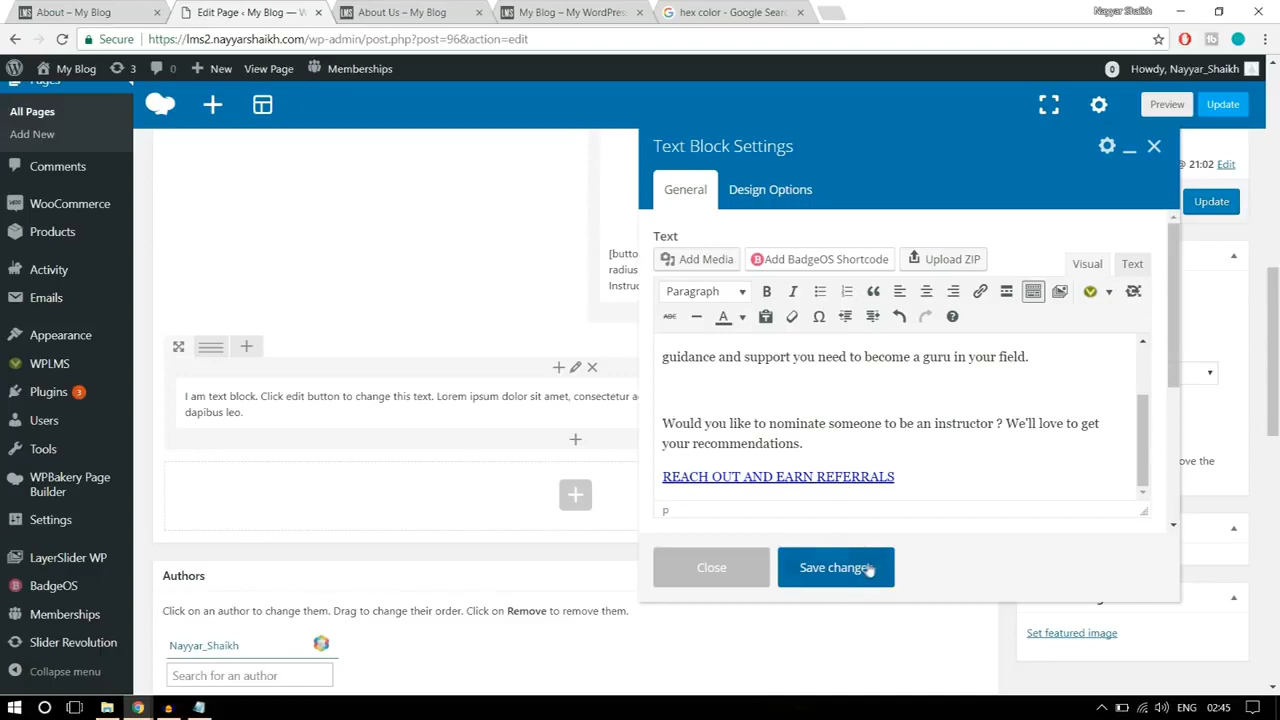 About – My Blog
Edit Page ‹ My Blog —
About Us – My Blog
My Blog – My WordPress
hex color - Google Sear
Nayyar Shaikh
Secure
https://lms2.nayyarshaikh.com/wp-admin/post.php?post=96&action=edit
My Blog
3
New
View Page
Memberships
0
Howdy, Nayyar_Shaikh
Pages
All Pages
Add New
Comments
WooCommerce
Products
Activity
Emails
Appearance
WPLMS
Plugins 3
Users
Tools
WPBakery Page
Builder
Settings
LayerSlider WP
BadgeOS
Memberships
Slider Revolution
Collapse menu
Preview
Update
@ 21:02 Edit
Update
[butto
radius
Instruc
I am text block. Click edit button to change this text. Lorem ipsum dolor sit amet, consectetur a
dapibus leo.
Text Block Settings
General
Design Options
Text
Add Media
Add BadgeOS Shortcode
Upload ZIP
Visual
Text
Paragraph
guidance and support you need to become a guru in your field.
Would you like to nominate someone to be an instructor ? We'll love to get
your recommendations.
REACH OUT AND EARN REFERRALS
p
Close
Save changes
ove the
Set featured image
Authors
Click on an author to change them. Drag to change their order. Click on Remove to remove them.
Nayyar_Shaikh
Search for an author
ENG
02:45